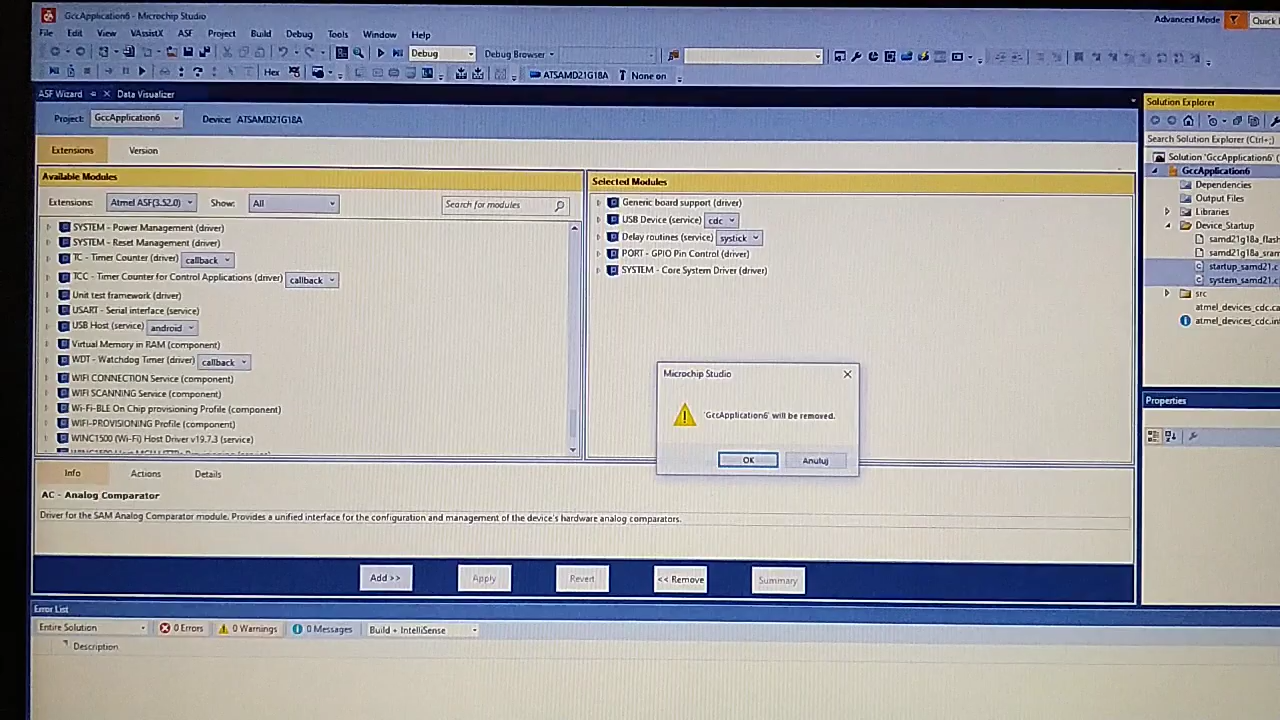 GccApplication6 - Microchip Studio
Advanced Mode
Quick
File Edit View VAssistX ASF Project Build Debug Tools Window Help
Debug
Debug Browser
Hex
ATSAMD21G18A
None on
ASF Wizard
Data Visualizer
Project: GccApplication6 Device: ATSAMD21G18A
Extensions Version
Available Modules
Extensions: Atmel ASF(3.52.0) Show: All
Search for modules
SYSTEM - Power Management (driver)
SYSTEM - Reset Management (driver)
TC - Timer Counter (driver) callback
TCC - Timer Counter for Control Applications (driver) callback
Unit test framework (driver)
USART - Serial interface (service)
USB Host (service) android
Virtual Memory in RAM (component)
WDT - Watchdog Timer (driver) callback
WIFI CONNECTION Service (component)
WIFI SCANNING Service (component)
Wi-Fi-BLE On Chip provisioning Profile (component)
WIFI-PROVISIONING Profile (component)
WINC1500 (Wi-Fi) Host Driver v19.7.3 (service)
Selected Modules
Generic board support (driver)
USB Device (service) cdc
Delay routines (service) systick
PORT - GPIO Pin Control (driver)
SYSTEM - Core System Driver (driver)
Microchip Studio
'GccApplication6' will be removed.
OK Anuluj
Info Actions Details
AC - Analog Comparator
Driver for the SAM Analog Comparator module. Provides a unified interface for the configuration and management of the device's hardware analog comparators.
Add >> Apply Revert << Remove Summary
Error List
Entire Solution 0 Errors 0 Warnings 0 Messages Build + IntelliSense
Description
Solution Explorer
Search Solution Explorer (Ctrl+;)
Solution 'GccApplication6' (
GccApplication6
Dependencies
Output Files
Libraries
Device_Startup
samd21g18a_flash
samd21g18a_sram
startup_samd21.c
system_samd21.c
src
atmel_devices_cdc.ca
atmel_devices_cdc.in
Properties